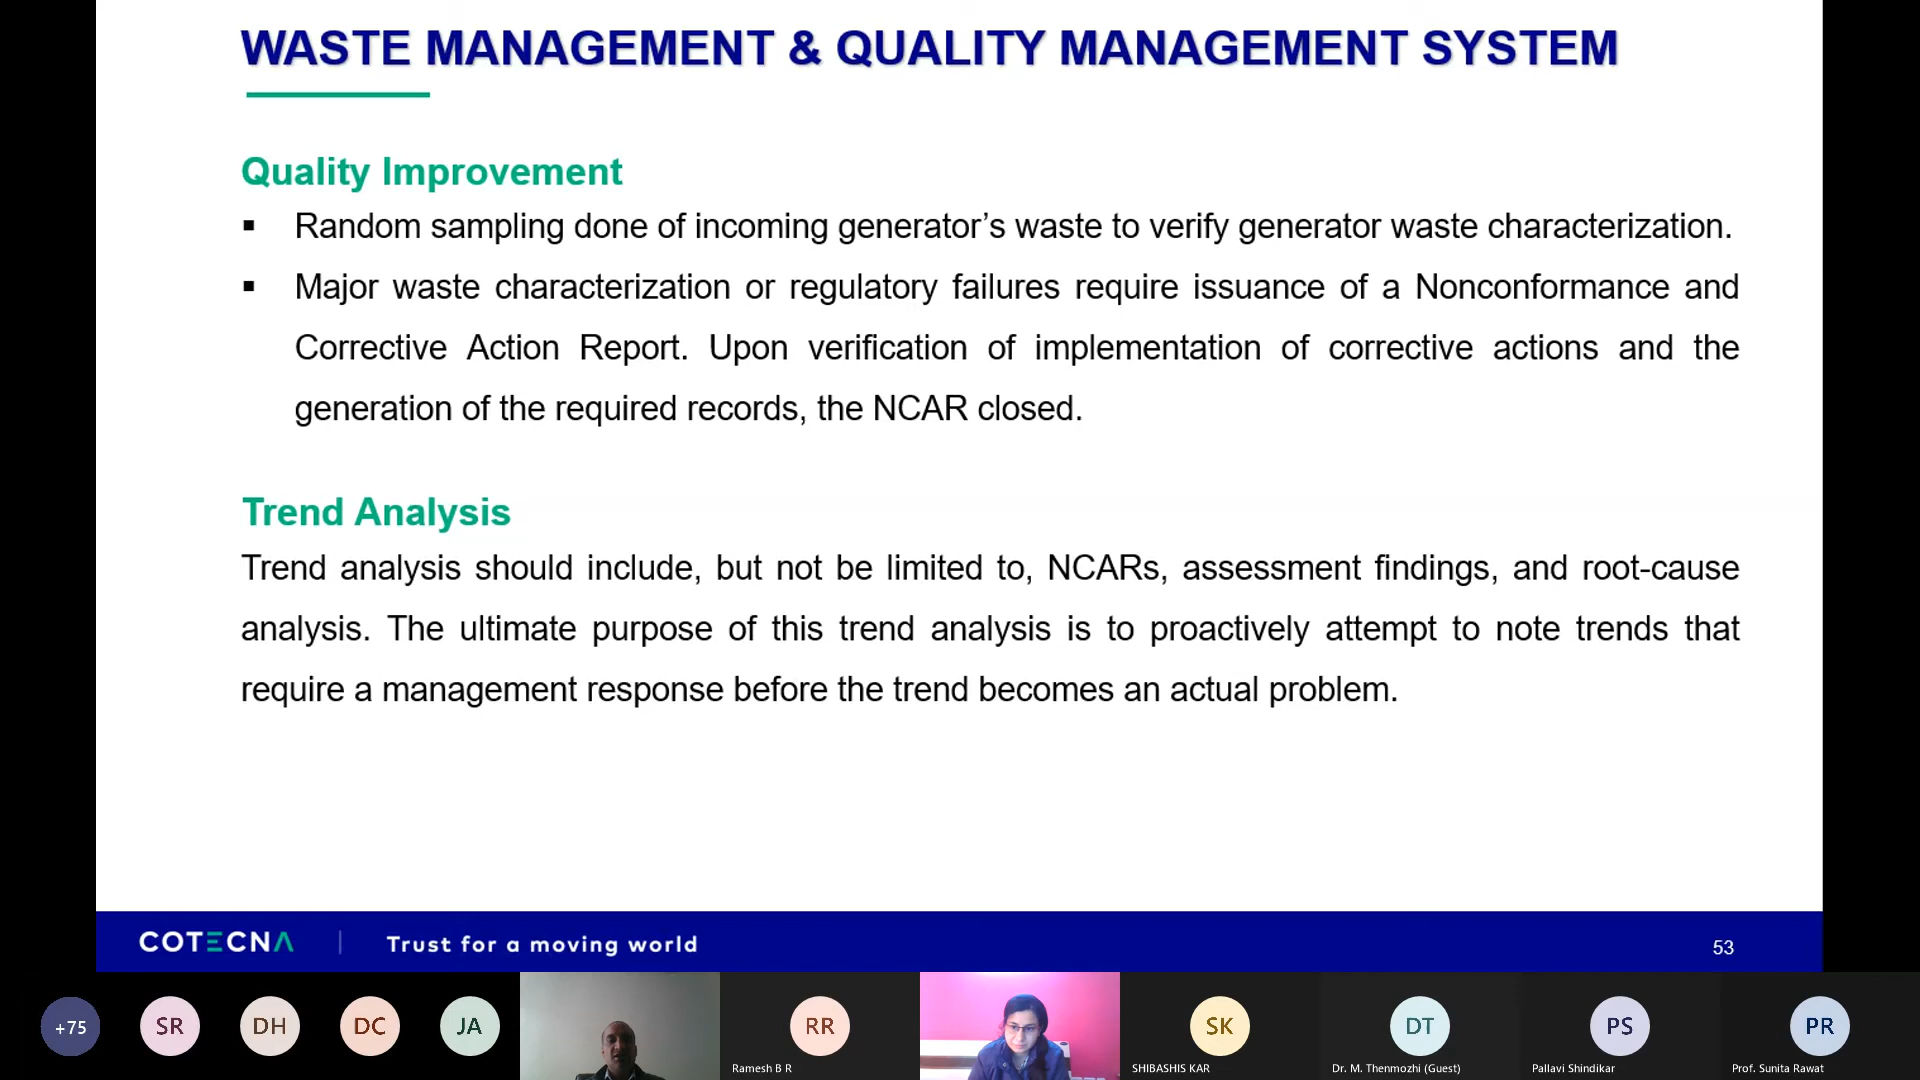 WASTE MANAGEMENT & QUALITY MANAGEMENT SYSTEM
Quality Improvement
▪ Random sampling done of incoming generator’s waste to verify generator waste characterization.
▪ Major waste characterization or regulatory failures require issuance of a Nonconformance and
Corrective Action Report. Upon verification of implementation of corrective actions and the
generation of the required records, the NCAR closed.
Trend Analysis
Trend analysis should include, but not be limited to, NCARs, assessment findings, and root-cause
analysis. The ultimate purpose of this trend analysis is to proactively attempt to note trends that
require a management response before the trend becomes an actual problem.
COTECNA | Trust for a moving world
53
+75
SR
DH
DC
JA
RR
SK
DT
PS
PR
Ramesh B R
SHIBASHIS KAR
Dr. M. Thenmozhi (Guest)
Pallavi Shindikar
Prof. Sunita Rawat